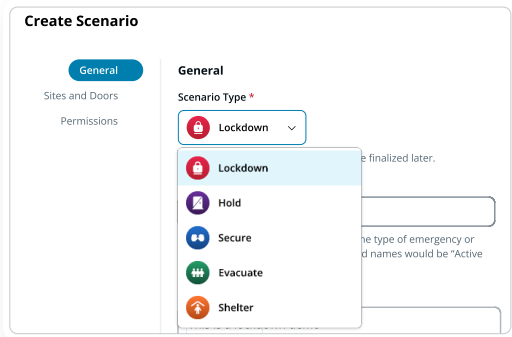 Create Scenario
General
Sites and Doors
Permissions
General
Scenario Type *
Lockdown
finalized later.
Lockdown
Hold
Secure
type of emergency or
names would be "Active
Evacuate
Shelter